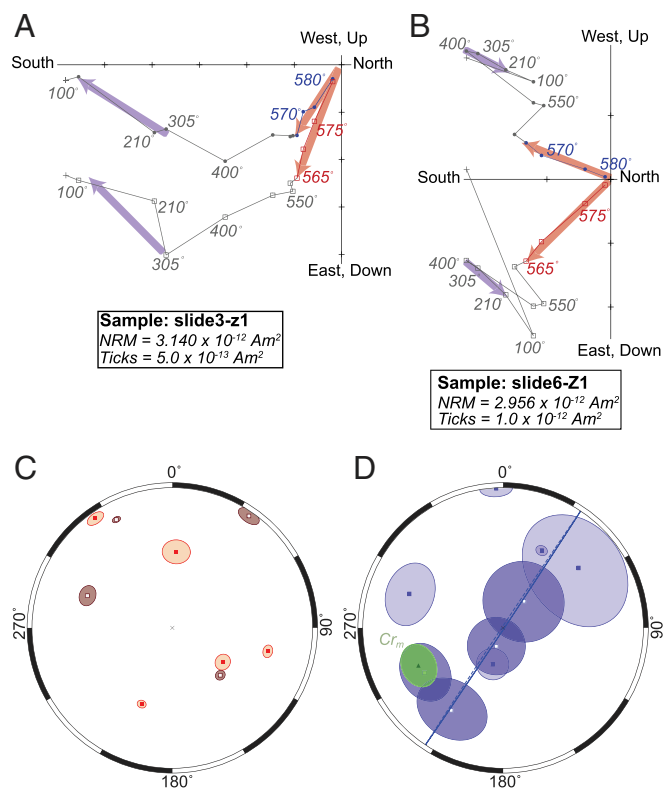 A
West, Up
South
North
100°
210°
305°
400°
580°
570°
575°
565°
550°
100°
210°
305°
400°
East, Down
Sample: slide3-z1
NRM = 3.140 x 10-12 Am2
Ticks = 5.0 x 10-13 Am2
B
West, Up
400°
305°
210°
100°
550°
570°
580°
South
North
575°
565°
400°
305°
210°
550°
100°
East, Down
Sample: slide6-Z1
NRM = 2.956 x 10-12 Am2
Ticks = 1.0 x 10-12 Am2
C
0°
270°
90°
180°
D
0°
270°
90°
180°
Crm